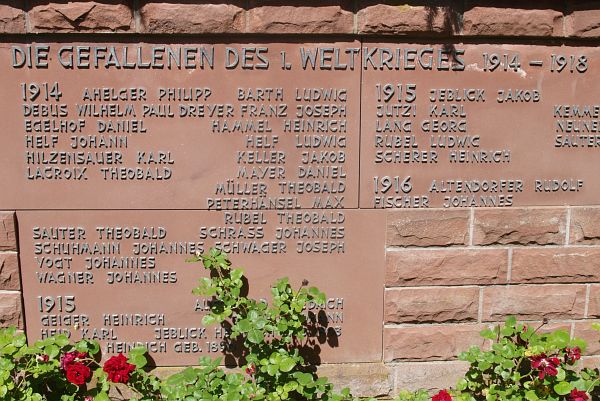 DIE GEFALLENEN DES 1. WELTKRIEGES 1914 – 1918
1914 AHELGER PHILIPP BARTH LUDWIG
DEBUS WILHELM PAUL DREYER FRANZ JOSEPH
EGELHOF DANIEL HAMMEL HEINRICH
HELF JOHANN HELF LUDWIG
HILZENSAUER KARL KELLER JAKOB
LACROIX THEOBALD MAYER DANIEL
MÜLLER THEOBALD
PETERHÄNSEL MAX
RUBEL THEOBALD
SAUTER THEOBALD SCHRASS JOHANNES
SCHUHMANN JOHANNES SCHWAGER JOSEPH
VOGT JOHANNES
WAGNER JOHANNES
1915
GEIGER HEINRICH
KARL JEBLICK
HEINRICH GEB.
1915 JEBLICK JAKOB
JUTZI KARL
LANG GEORG
RUBEL LUDWIG
SCHERER HEINRICH
1916 ALTENDORFER RUDOLF
FISCHER JOHANNES